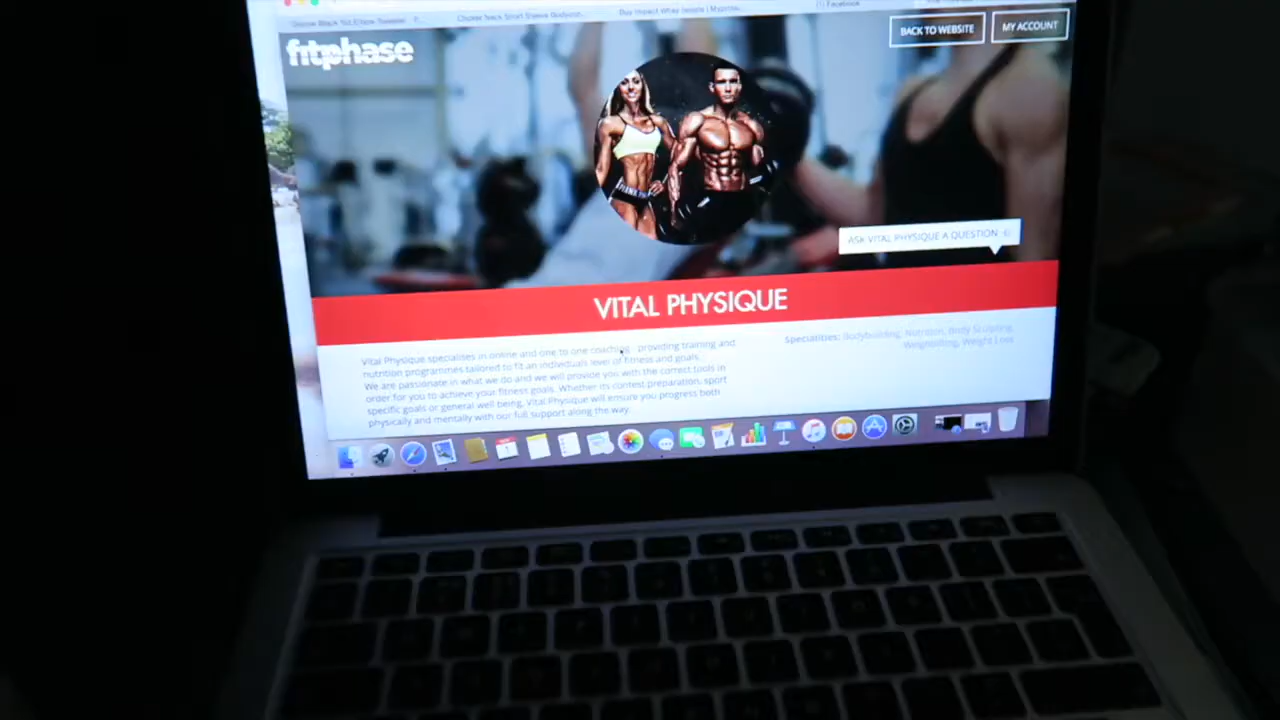 (1) Facebook
fitphase
BACK TO WEBSITE
MY ACCOUNT
ASK VITAL PHYSIQUE A QUESTION
VITAL PHYSIQUE
Vital Physique specialises in online and one to one coaching providing training and
nutrition programmes tailored to fit an individuals level of fitness and goals.
We are passionate in what we do and we will provide you with the correct tools in
order for you to achieve your fitness goals. Whether its contest preparation, sport
specific goals or general well being, Vital Physique will ensure you progress both
physically and mentally with our full support along the way.
Specialities: Bodybuilding, Nutrition, Body Sculpting,
Weight Loss